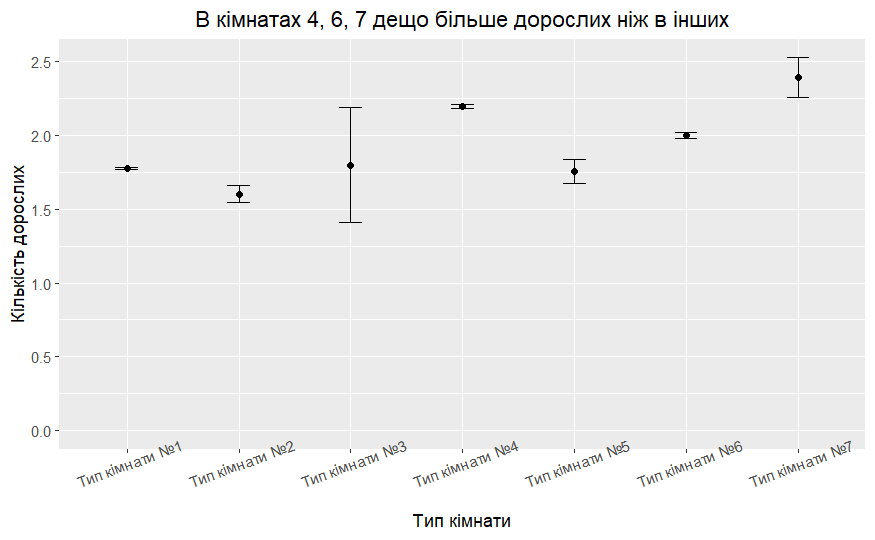 В кімнатах 4, 6, 7 дещо більше дорослих ніж в інших
Кількість дорослих
2.5
2.0
1.5
1.0
0.5
0.0
Тип кімнати №1
Тип кімнати №2
Тип кімнати №3
Тип кімнати №4
Тип кімнати №5
Тип кімнати №6
Тип кімнати №7
Тип кімнати